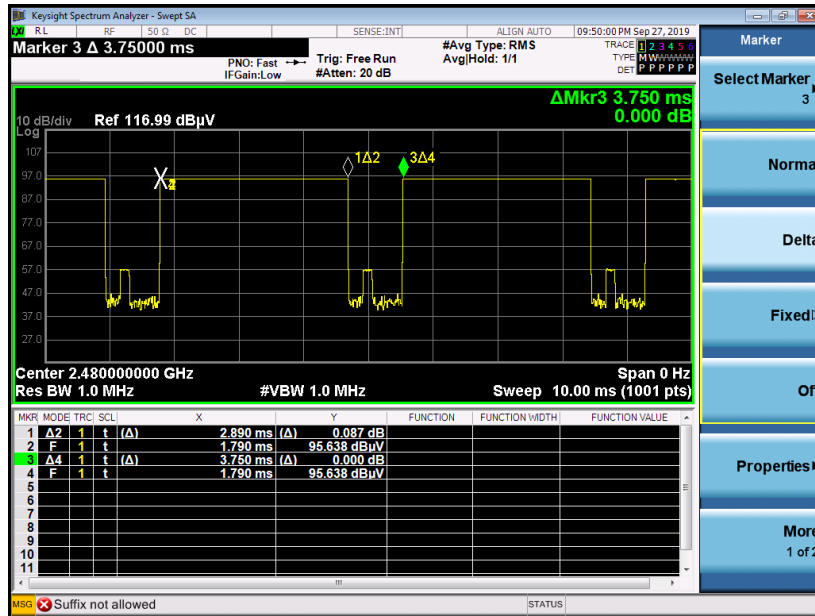 Keysight Spectrum Analyzer - Swept SA
RL RF 50 Ω DC SENSE:INT ALIGN AUTO 09:50:00 PM Sep 27, 2019
Marker 3 Δ 3.75000 ms
PNO: Fast
IFGain:Low
Trig: Free Run
#Atten: 20 dB
#Avg Type: RMS
Avg|Hold: 1/1
TRACE 1 2 3 4 5 6
TYPE M W W W W W
DET P P P P P P
ΔMkr3 3.750 ms
0.000 dB
10 dB/div Ref 116.99 dBµV
Log
107
97.0
87.0
77.0
67.0
57.0
47.0
37.0
27.0
1Δ2
3Δ4
Center 2.480000000 GHz Span 0 Hz
Res BW 1.0 MHz #VBW 1.0 MHz Sweep 10.00 ms (1001 pts)
MKR MODE TRC SCL X Y FUNCTION FUNCTION WIDTH FUNCTION VALUE
1 Δ2 1 t (Δ) 2.890 ms (Δ) 0.087 dB
2 F 1 t 1.790 ms 95.638 dBµV
3 Δ4 1 t (Δ) 3.750 ms (Δ) 0.000 dB
4 F 1 t 1.790 ms 95.638 dBµV
5
6
7
8
9
10
11
MSG Suffix not allowed STATUS
Marker
Select Marker
3
Norma
Delta
Fixed
Of
Properties
More
1 of 2